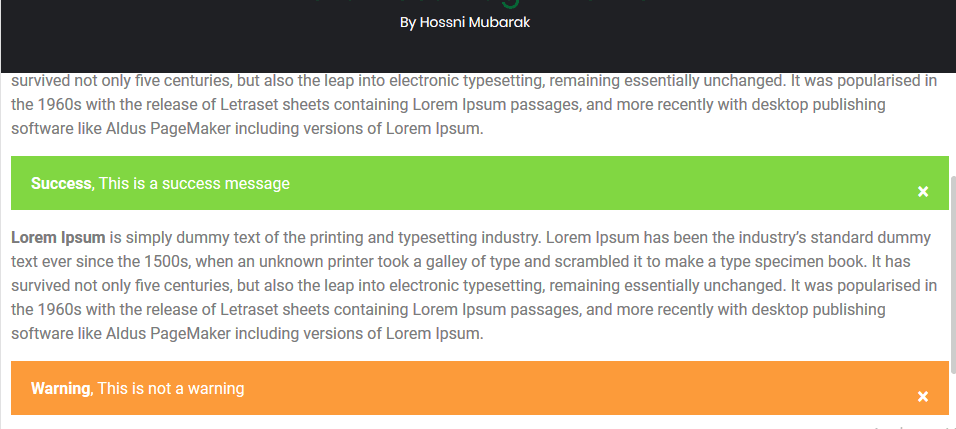 By Hossni Mubarak
survived not only five centuries, but also the leap into electronic typesetting, remaining essentially unchanged. It was popularised in
the 1960s with the release of Letraset sheets containing Lorem Ipsum passages, and more recently with desktop publishing
software like Aldus PageMaker including versions of Lorem Ipsum.
Success, This is a success message
×
Lorem Ipsum is simply dummy text of the printing and typesetting industry. Lorem Ipsum has been the industry’s standard dummy
text ever since the 1500s, when an unknown printer took a galley of type and scrambled it to make a type specimen book. It has
survived not only five centuries, but also the leap into electronic typesetting, remaining essentially unchanged. It was popularised in
the 1960s with the release of Letraset sheets containing Lorem Ipsum passages, and more recently with desktop publishing
software like Aldus PageMaker including versions of Lorem Ipsum.
Warning, This is not a warning
×